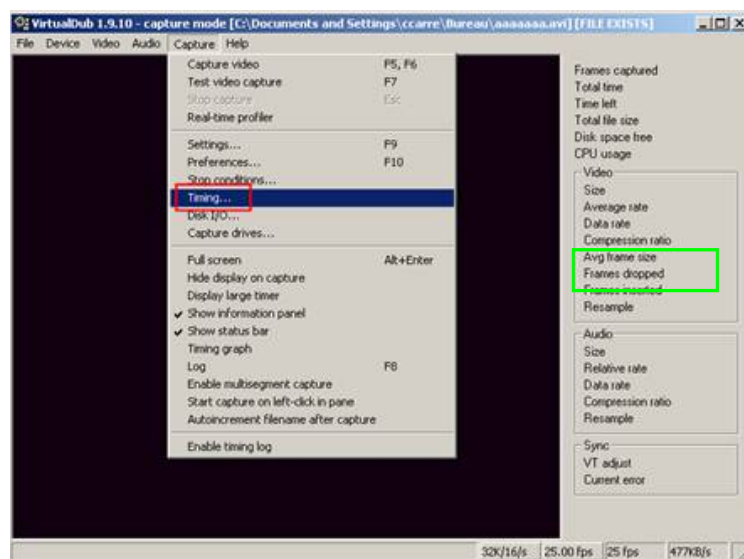 VirtualDub 1.9.10 - capture mode [C:\Documents and Settings\ccarre\Bureau\aaaaaaa.avi] [FILE EXISTS]
File Device Video Audio Capture Help
Capture video F5, F6
Test video capture F7
Stop capture Esc
Real-time profiler
Settings... F9
Preferences... F10
Stop conditions...
Timing...
Disk I/O...
Capture drives...
Full screen Alt+Enter
Hide display on capture
Display large timer
Show information panel
Show status bar
Timing graph
Log F8
Enable multisegment capture
Start capture on left-click in pane
Autoincrement filename after capture
Enable timing log
Frames captured
Total time
Time left
Total file size
Disk space free
CPU usage
Video
Size
Average rate
Data rate
Compression ratio
Avg frame size
Frames dropped
Frames inserted
Resample
Audio
Size
Relative rate
Data rate
Compression ratio
Resample
Sync
VT adjust
Current error
32K/16/s 25.00 fps 25 fps 477KB/s